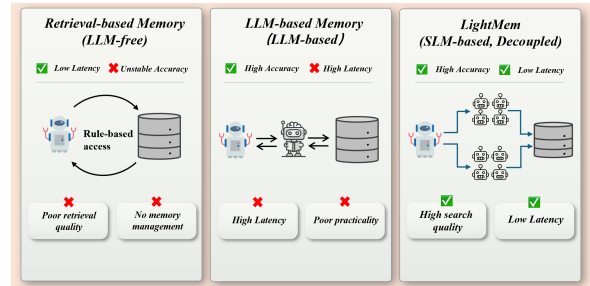 Retrieval-based Memory
(LLM-free)
Low Latency
Unstable Accuracy
Rule-based
access
Poor retrieval
quality
No memory
management
LLM-based Memory
(LLM-based)
High Accuracy
High Latency
High Latency
Poor practicality
LightMem
(SLM-based, Decoupled)
High Accuracy
Low Latency
High search
quality
Low Latency